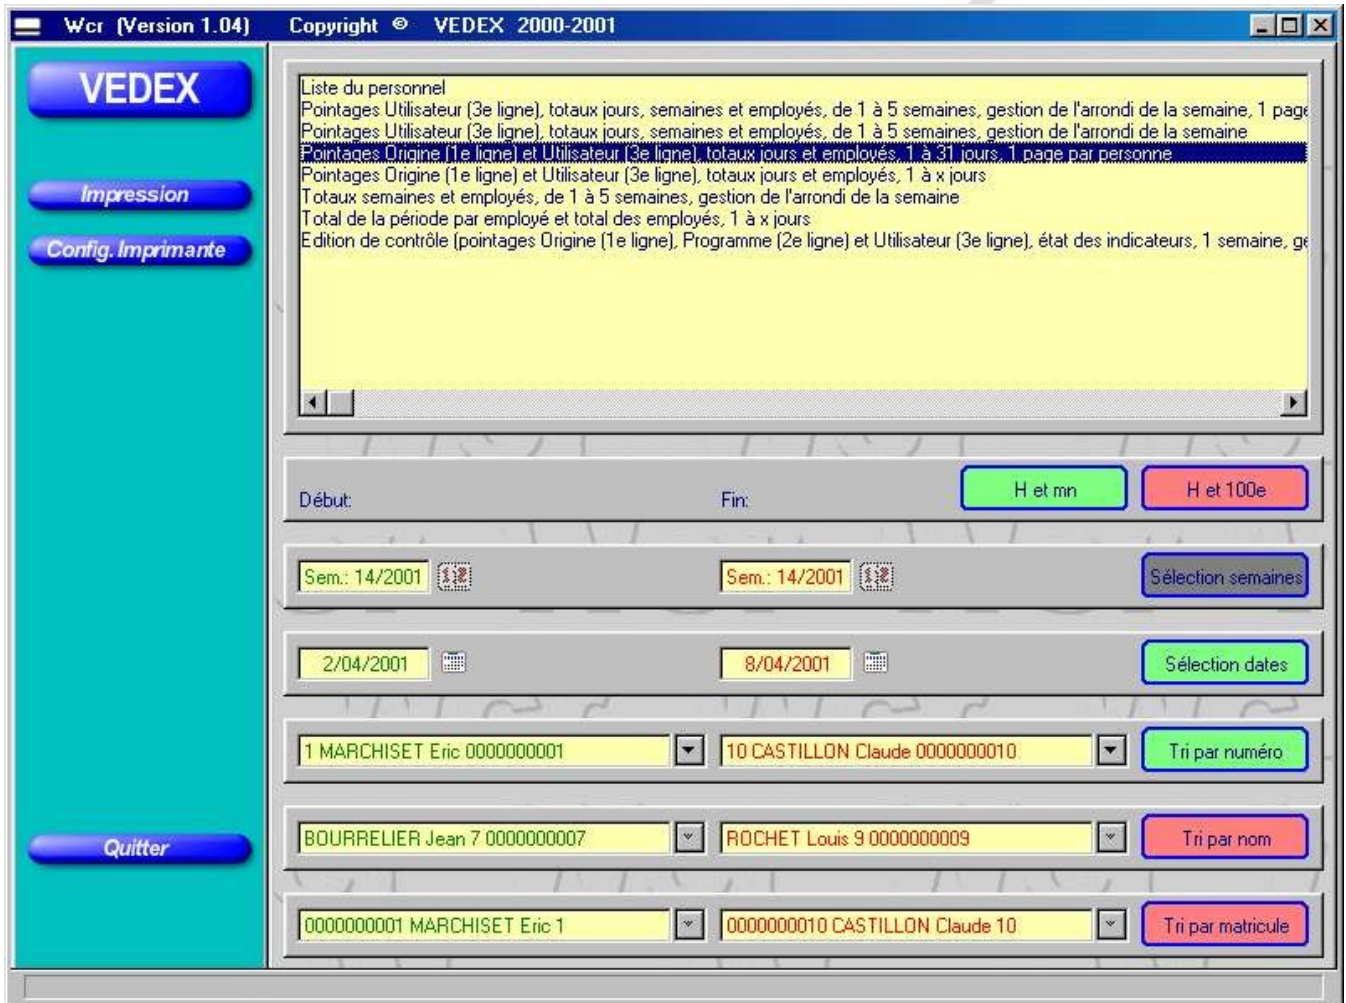 Wcr (Version 1.04) Copyright © VEDEX 2000-2001
VEDEX
Impression
Config. Imprimante
Quitter
Liste du personnel
Pointages Utilisateur (3e ligne), totaux jours, semaines et employés, de 1 à 5 semaines, gestion de l'arrondi de la semaine, 1 page
Pointages Utilisateur (3e ligne), totaux jours, semaines et employés, de 1 à 5 semaines, gestion de l'arrondi de la semaine
Pointages Origine (1e ligne) et Utilisateur (3e ligne), totaux jours et employés, 1 à 31 jours, 1 page par personne
Pointages Origine (1e ligne) et Utilisateur (3e ligne), totaux jours et employés, 1 à x jours
Totaux semaines et employés, de 1 à 5 semaines, gestion de l'arrondi de la semaine
Total de la période par employé et total des employés, 1 à x jours
Edition de contrôle (pointages Origine (1e ligne), Programme (2e ligne) et Utilisateur (3e ligne), état des indicateurs, 1 semaine, ge
Début: Fin: H et mn H et 100e
Sem.: 14/2001 Sem.: 14/2001 Sélection semaines
2/04/2001 8/04/2001 Sélection dates
1 MARCHISET Eric 0000000001 10 CASTILLON Claude 0000000010 Tri par numéro
BOURRELIER Jean 7 0000000007 ROCHET Louis 9 0000000009 Tri par nom
0000000001 MARCHISET Eric 1 0000000010 CASTILLON Claude 10 Tri par matricule